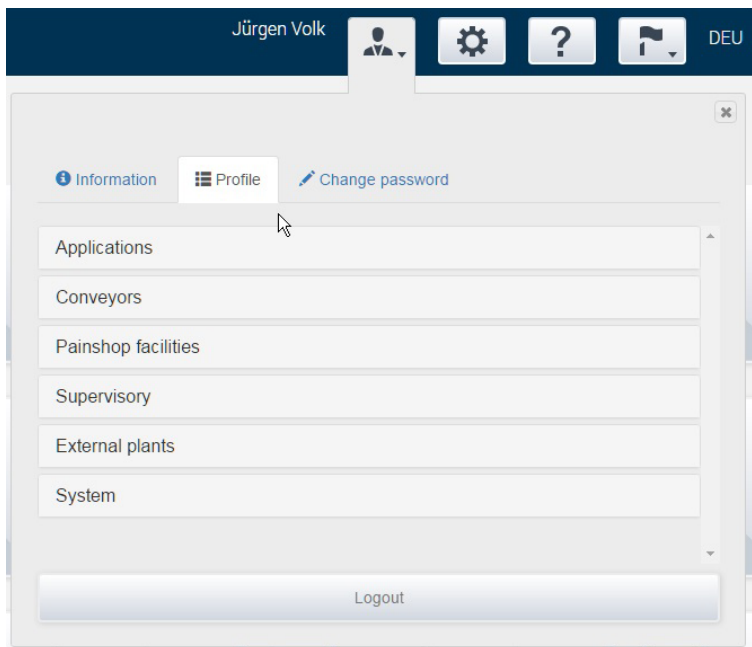 Jürgen Volk
?
DEU
Information
Profile
Change password
Applications
Conveyors
Painshop facilities
Supervisory
External plants
System
Logout